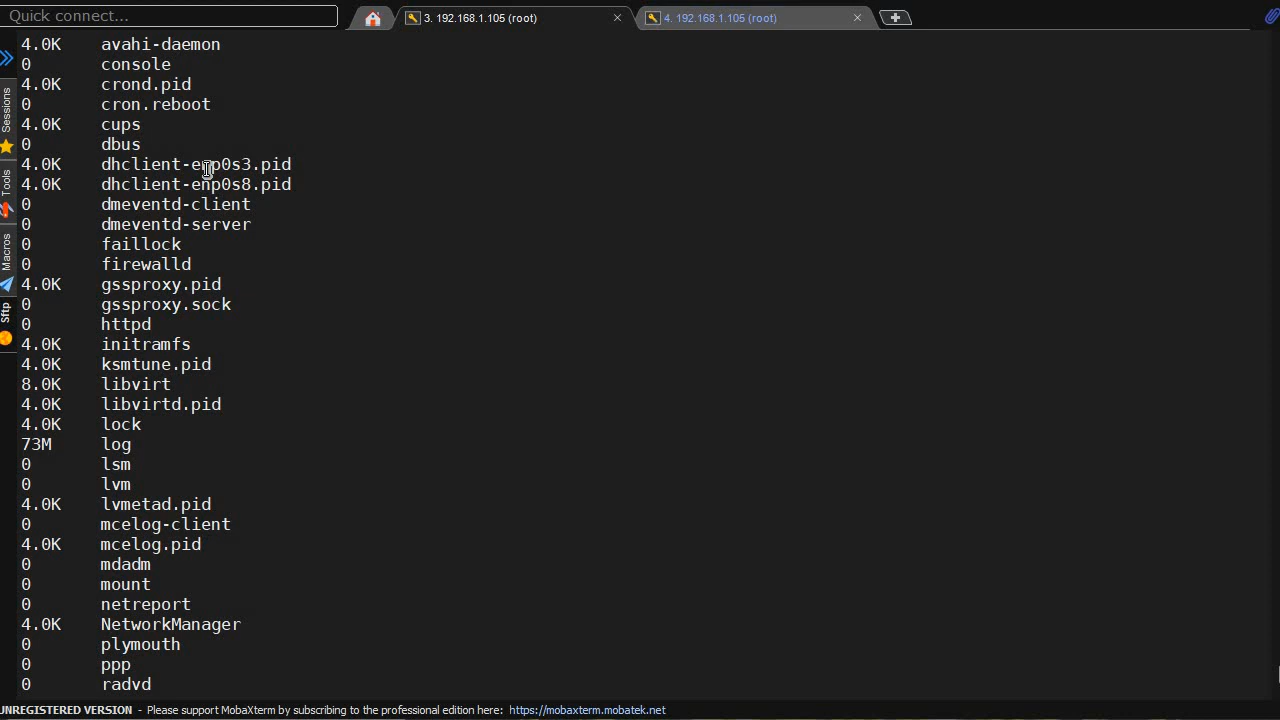 Quick connect...
3. 192.168.1.105 (root)
4. 192.168.1.105 (root)
Sessions
Tools
Macros
Sftp
4.0K avahi-daemon
0 console
4.0K crond.pid
0 cron.reboot
4.0K cups
0 dbus
4.0K dhclient-enp0s3.pid
4.0K dhclient-enp0s8.pid
0 dmeventd-client
0 dmeventd-server
0 faillock
0 firewalld
4.0K gssproxy.pid
0 gssproxy.sock
0 httpd
4.0K initramfs
4.0K ksmtune.pid
8.0K libvirt
4.0K libvirtd.pid
4.0K lock
73M log
0 lsm
0 lvm
4.0K lvmetad.pid
0 mcelog-client
4.0K mcelog.pid
0 mdadm
0 mount
0 netreport
4.0K NetworkManager
0 plymouth
0 ppp
0 radvd
UNREGISTERED VERSION - Please support MobaXterm by subscribing to the professional edition here: https://mobaxterm.mobatek.net